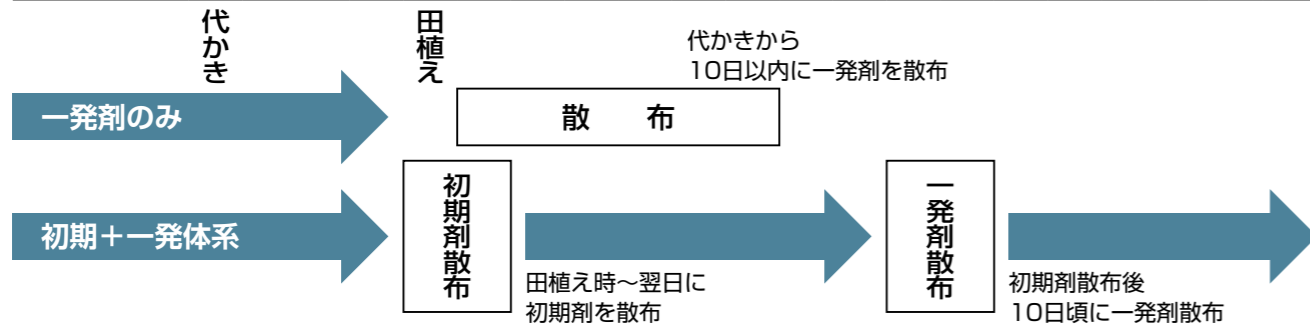 代かき
田植え
代かきから
10日以内に一発剤を散布
一発剤のみ
散　布
初期＋一発体系
初期剤散布
田植え時～翌日に
初期剤を散布
一発剤散布
初期剤散布後
10日頃に一発剤散布